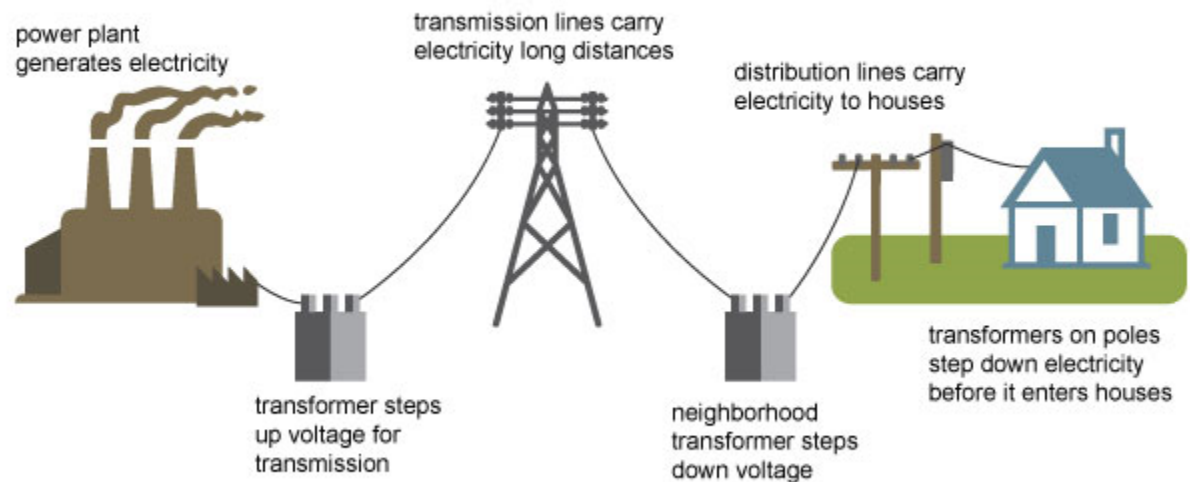 power plant
generates electricity
transformer steps
up voltage for
transmission
transmission lines carry
electricity long distances
neighborhood
transformer steps
down voltage
distribution lines carry
electricity to houses
transformers on poles
step down electricity
before it enters houses